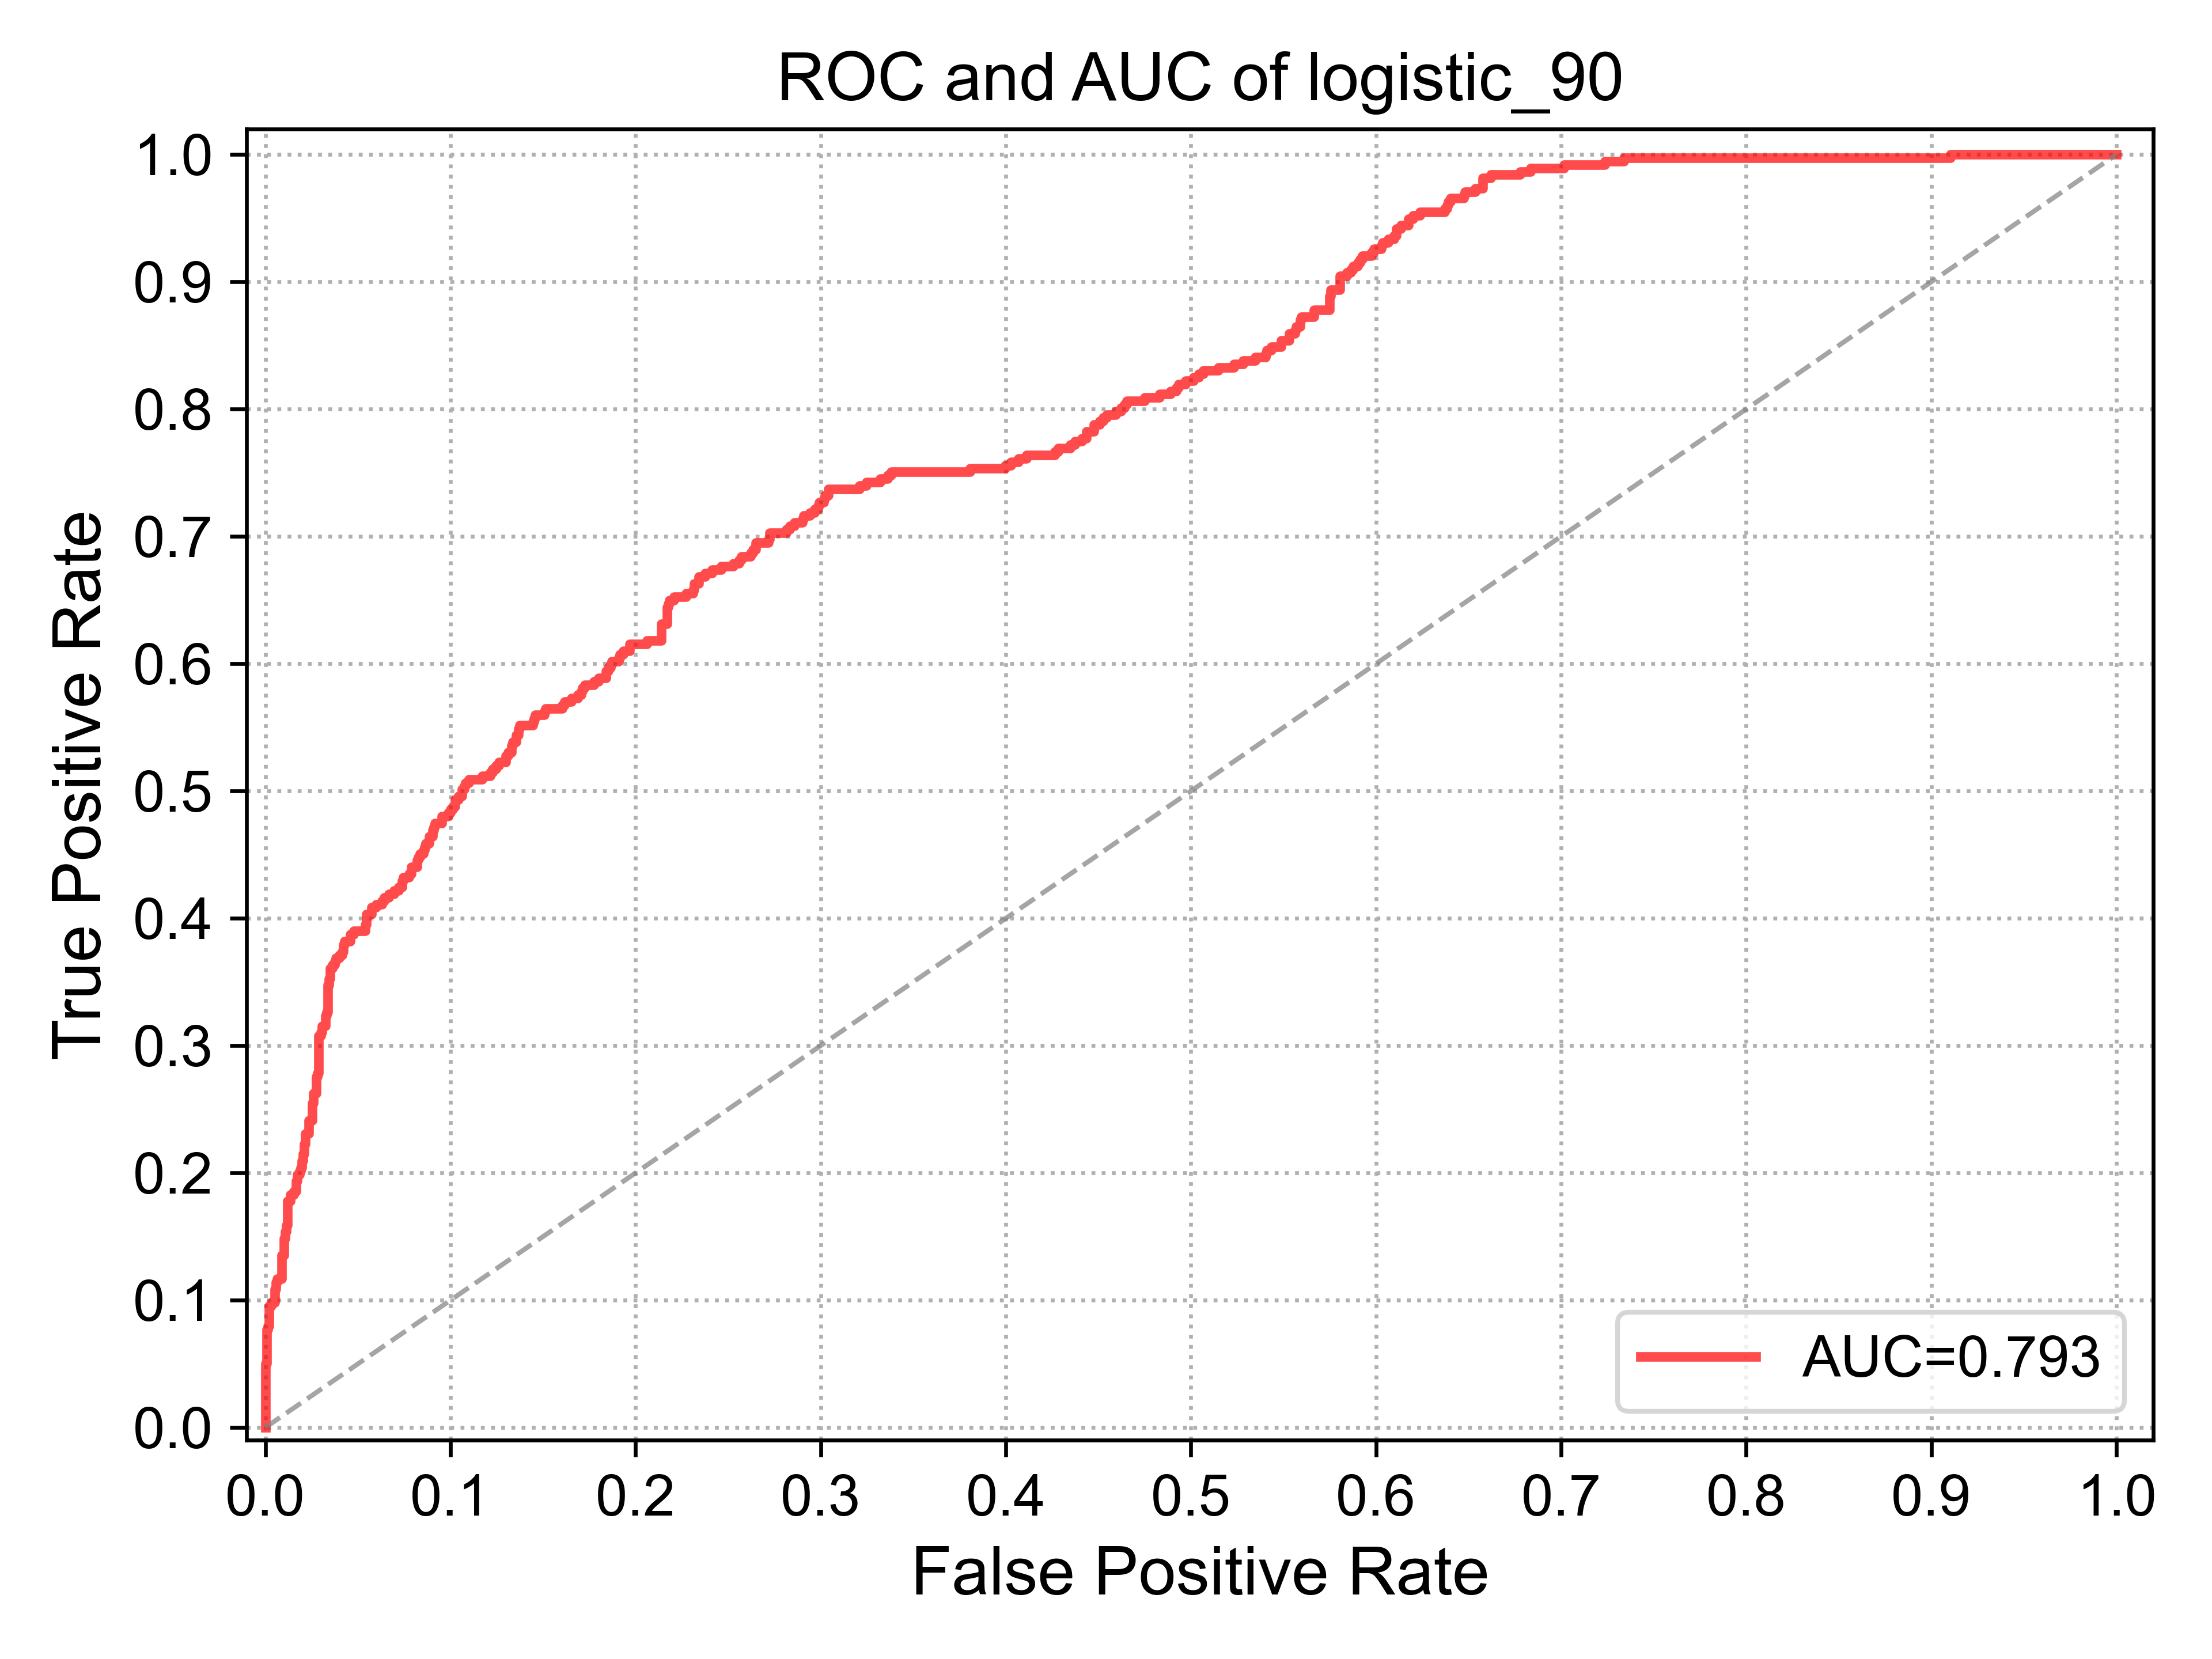 ROC and AUC of logistic_90
True Positive Rate
1.0
0.9
0.8
0.7
0.6
0.5
0.4
0.3
0.2
0.1
0.0
AUC=0.793
0.0 0.1 0.2 0.3 0.4 0.5 0.6 0.7 0.8 0.9 1.0
False Positive Rate